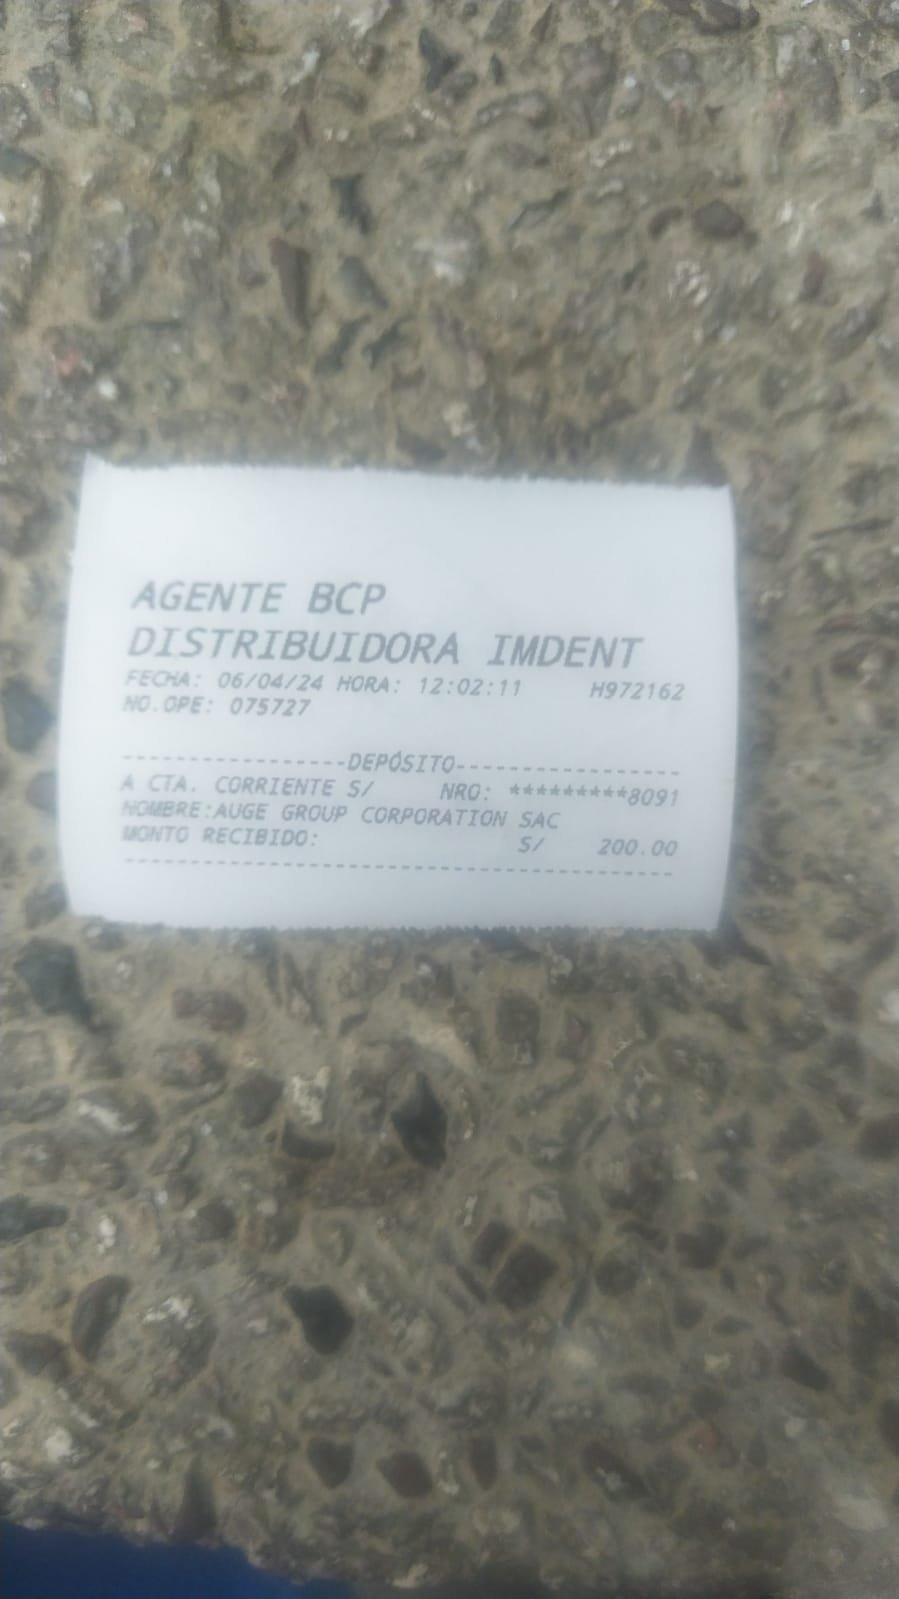 AGENTE BCP
DISTRIBUIDORA IMDENT
FECHA: 06/04/24 HORA: 12:02:11 H972162
NO.OPE: 075727
-----------------DEPÓSITO-----------------
A CTA. CORRIENTE S/ NRO: *********8091
NOMBRE:AUGE GROUP CORPORATION SAC
MONTO RECIBIDO: S/ 200.00
------------------------------------------